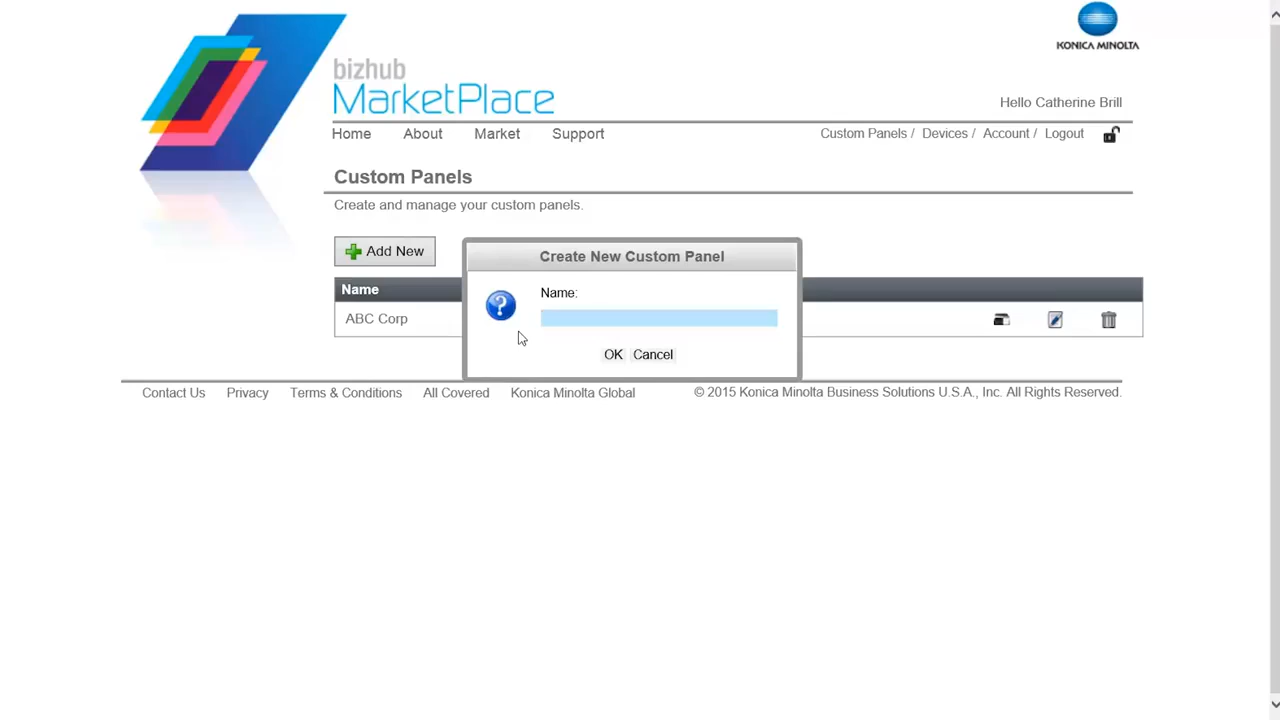 KONICA MINOLTA
bizhub
MarketPlace
Hello Catherine Brill
Home About Market Support Custom Panels / Devices / Account / Logout
Custom Panels
Create and manage your custom panels.
Add New
Create New Custom Panel
Name:
Name
ABC Corp
OK Cancel
Contact Us Privacy Terms & Conditions All Covered Konica Minolta Global © 2015 Konica Minolta Business Solutions U.S.A., Inc. All Rights Reserved.